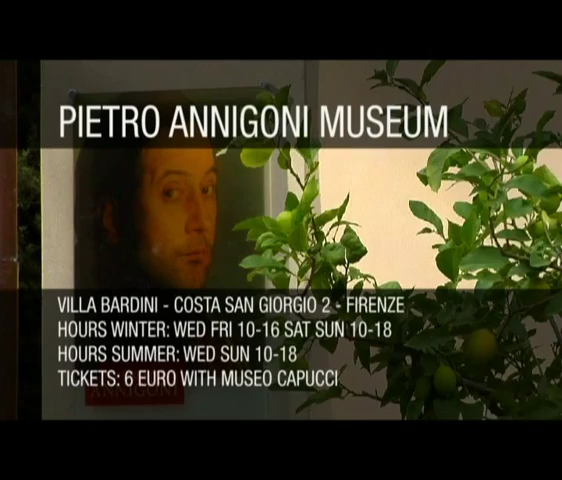 PIETRO ANNIGONI MUSEUM
VILLA BARDINI - COSTA SAN GIORGIO 2 - FIRENZE
HOURS WINTER: WED FRI 10-16 SAT SUN 10-18
HOURS SUMMER: WED SUN 10-18
TICKETS: 6 EURO WITH MUSEO CAPUCCI
ANNIGONI